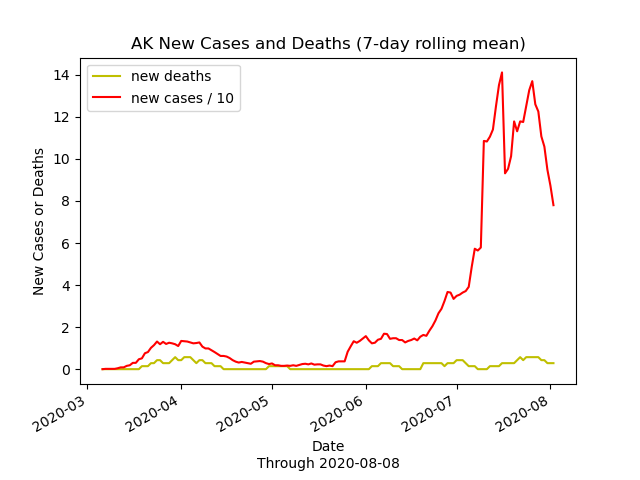 AK New Cases and Deaths (7-day rolling mean)
new deaths
new cases / 10
14
12
10
8
6
4
2
0
New Cases or Deaths
2020-03
2020-04
2020-05
2020-06
2020-07
2020-08
Date
Through 2020-08-08